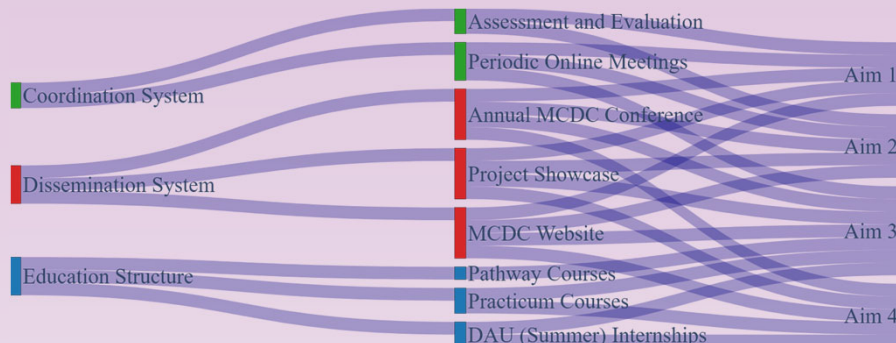 Coordination System
Dissemination System
Education Structure
Assessment and Evaluation
Periodic Online Meetings
Annual MCDC Conference
Project Showcase
MCDC Website
Pathway Courses
Practicum Courses
DAU (Summer) Internships
Aim 1
Aim 2
Aim 3
Aim 4